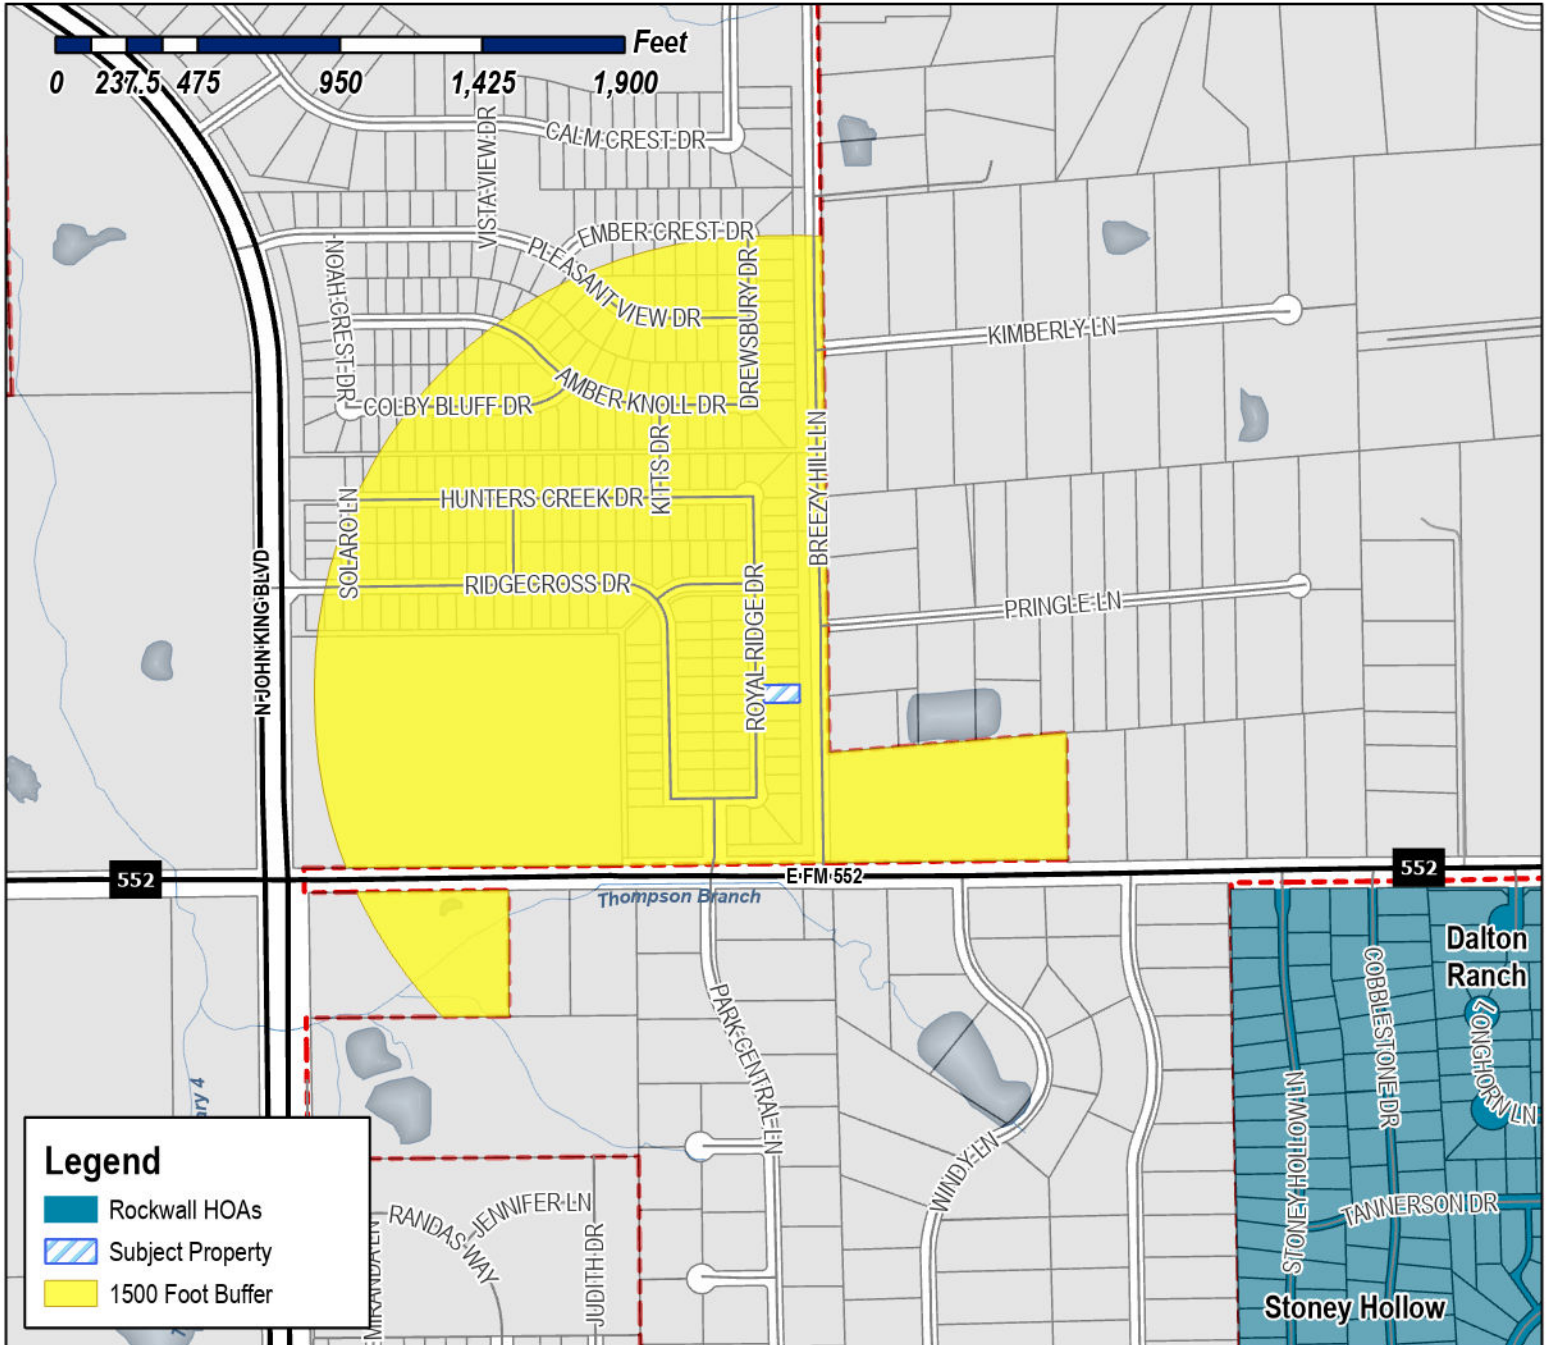 Feet
0 237.5 475 950 1,425 1,900
VISTA VIEW DR
CALM CREST DR
NOAH CREST DR
EMBER CREST DR
PLEASANT VIEW DR
DREWSBURY DR
KIMBERLY LN
AMBER KNOLL DR
COLBY BLUFF DR
KITTS DR
BREEZY HILL LN
HUNTERS CREEK DR
SOLARO LN
N JOHN KING BLVD
RIDGECROSS DR
ROYAL RIDGE DR
PRINGLE LN
552
E FM 552
552
Thompson Branch
Dalton
Ranch
PARK CENTRAL LN
COBBLESTONE DR
LONGHORN LN
STONEY HOLLOW LN
WINDY LN
TANNERSON DR
Stoney Hollow
ary 4
Legend
Rockwall HOAs
Subject Property
1500 Foot Buffer
MIRANDA LN
RANDAS WAY
JENNIFER LN
JUDITH DR